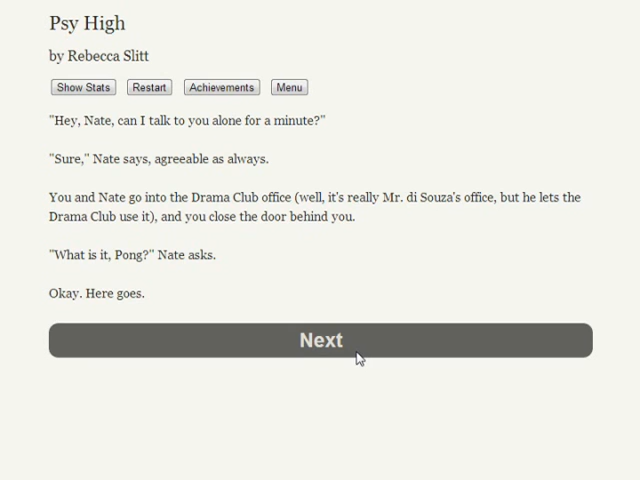 Psy High
by Rebecca Slitt
Show Stats Restart Achievements Menu
"Hey, Nate, can I talk to you alone for a minute?"
"Sure," Nate says, agreeable as always.
You and Nate go into the Drama Club office (well, it's really Mr. di Souza's office, but he lets the
Drama Club use it), and you close the door behind you.
"What is it, Pong?" Nate asks.
Okay. Here goes.
Next